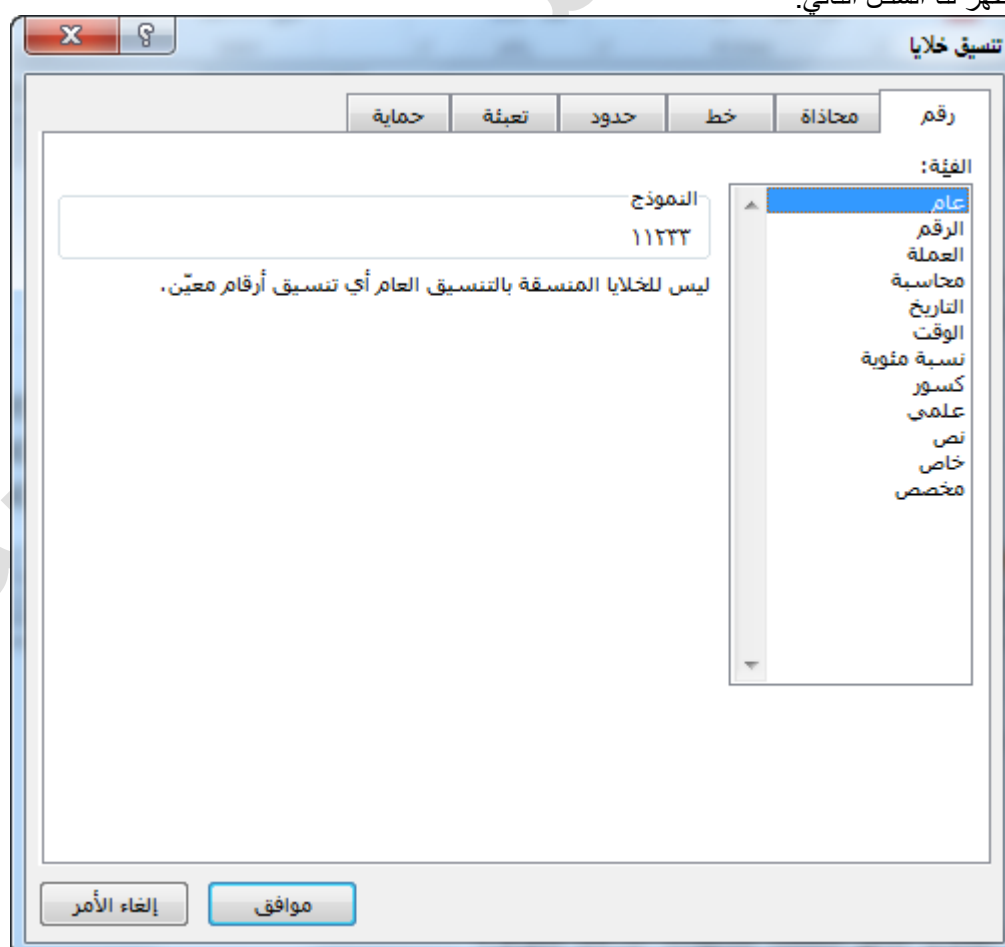 تنسيق خلايا
رقم محاذاة خط حدود تعبئة حماية
الفئة:
عام
الرقم
العملة
محاسبة
التاريخ
الوقت
نسبة مئوية
كسور
علمي
نص
خاص
مخصص
النموذج
١١٢٣٣
ليس للخلايا المنسقة بالتنسيق العام أي تنسيق أرقام معيّن.
موافق إلغاء الأمر